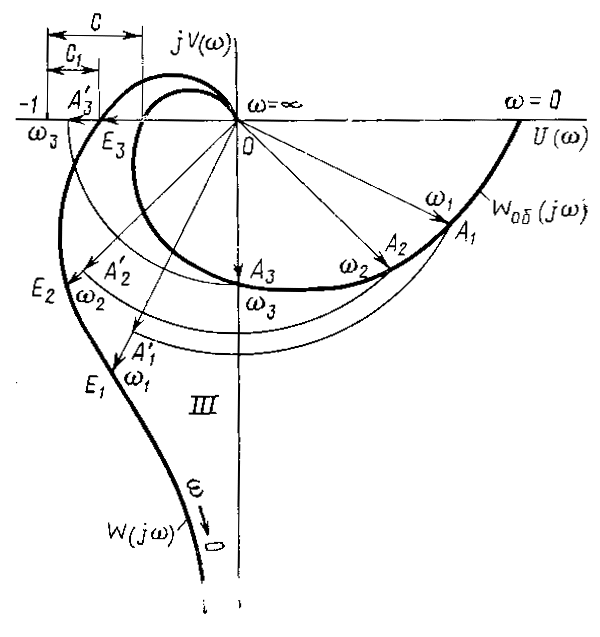 C
jV(ω)
C₁
-1
A′₃
ω=∞
ω=0
ω₃
E₃
0
U(ω)
ω₁
Wоб(jω)
A₁
A₂
ω₂
A₃
ω₃
A′₂
E₂
ω₂
A′₁
ω₁
E₁
III
ω
0
W(jω)